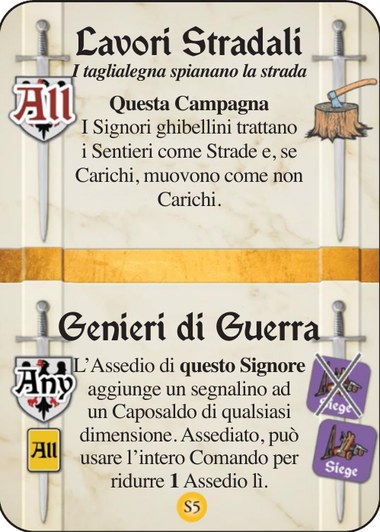 Lavori Stradali
I taglialegna spianano la strada
All
Questa Campagna
I Signori ghibellini trattano
i Sentieri come Strade e, se
Carichi, muovono come non
Carichi.
Genieri di Guerra
Any
All
L'Assedio di questo Signore
aggiunge un segnalino ad
un Caposaldo di qualsiasi
dimensione. Assediato, può
usare l'intero Comando per
ridurre 1 Assedio lì.
Siege
Siege
S5